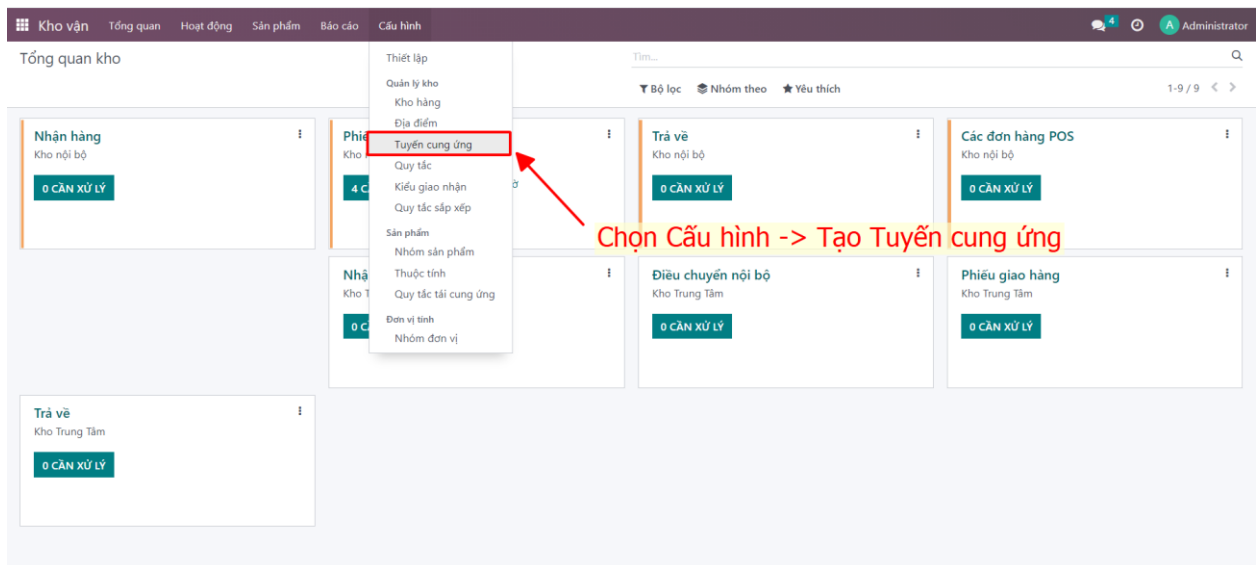 Kho vận Tổng quan Hoạt động Sản phẩm Báo cáo Cấu hình 4 A Administrator
Tổng quan kho
Tìm...
Bộ lọc Nhóm theo Yêu thích 1-9 / 9
Thiết lập
Quản lý kho
Kho hàng
Địa điểm
Tuyến cung ứng
Quy tắc
Kiểu giao nhận
Quy tắc sắp xếp
Sản phẩm
Nhóm sản phẩm
Thuộc tính
Quy tắc tái cung ứng
Đơn vị tính
Nhóm đơn vị
Nhận hàng
Kho nội bộ
0 CẦN XỬ LÝ
Phiế
Kho
4 C
Trả về
Kho nội bộ
0 CẦN XỬ LÝ
Các đơn hàng POS
Kho nội bộ
0 CẦN XỬ LÝ
Chọn Cấu hình -> Tạo Tuyến cung ứng
Nhậ
Kho T
0 C
Điều chuyển nội bộ
Kho Trung Tâm
0 CẦN XỬ LÝ
Phiếu giao hàng
Kho Trung Tâm
0 CẦN XỬ LÝ
Trả về
Kho Trung Tâm
0 CẦN XỬ LÝ